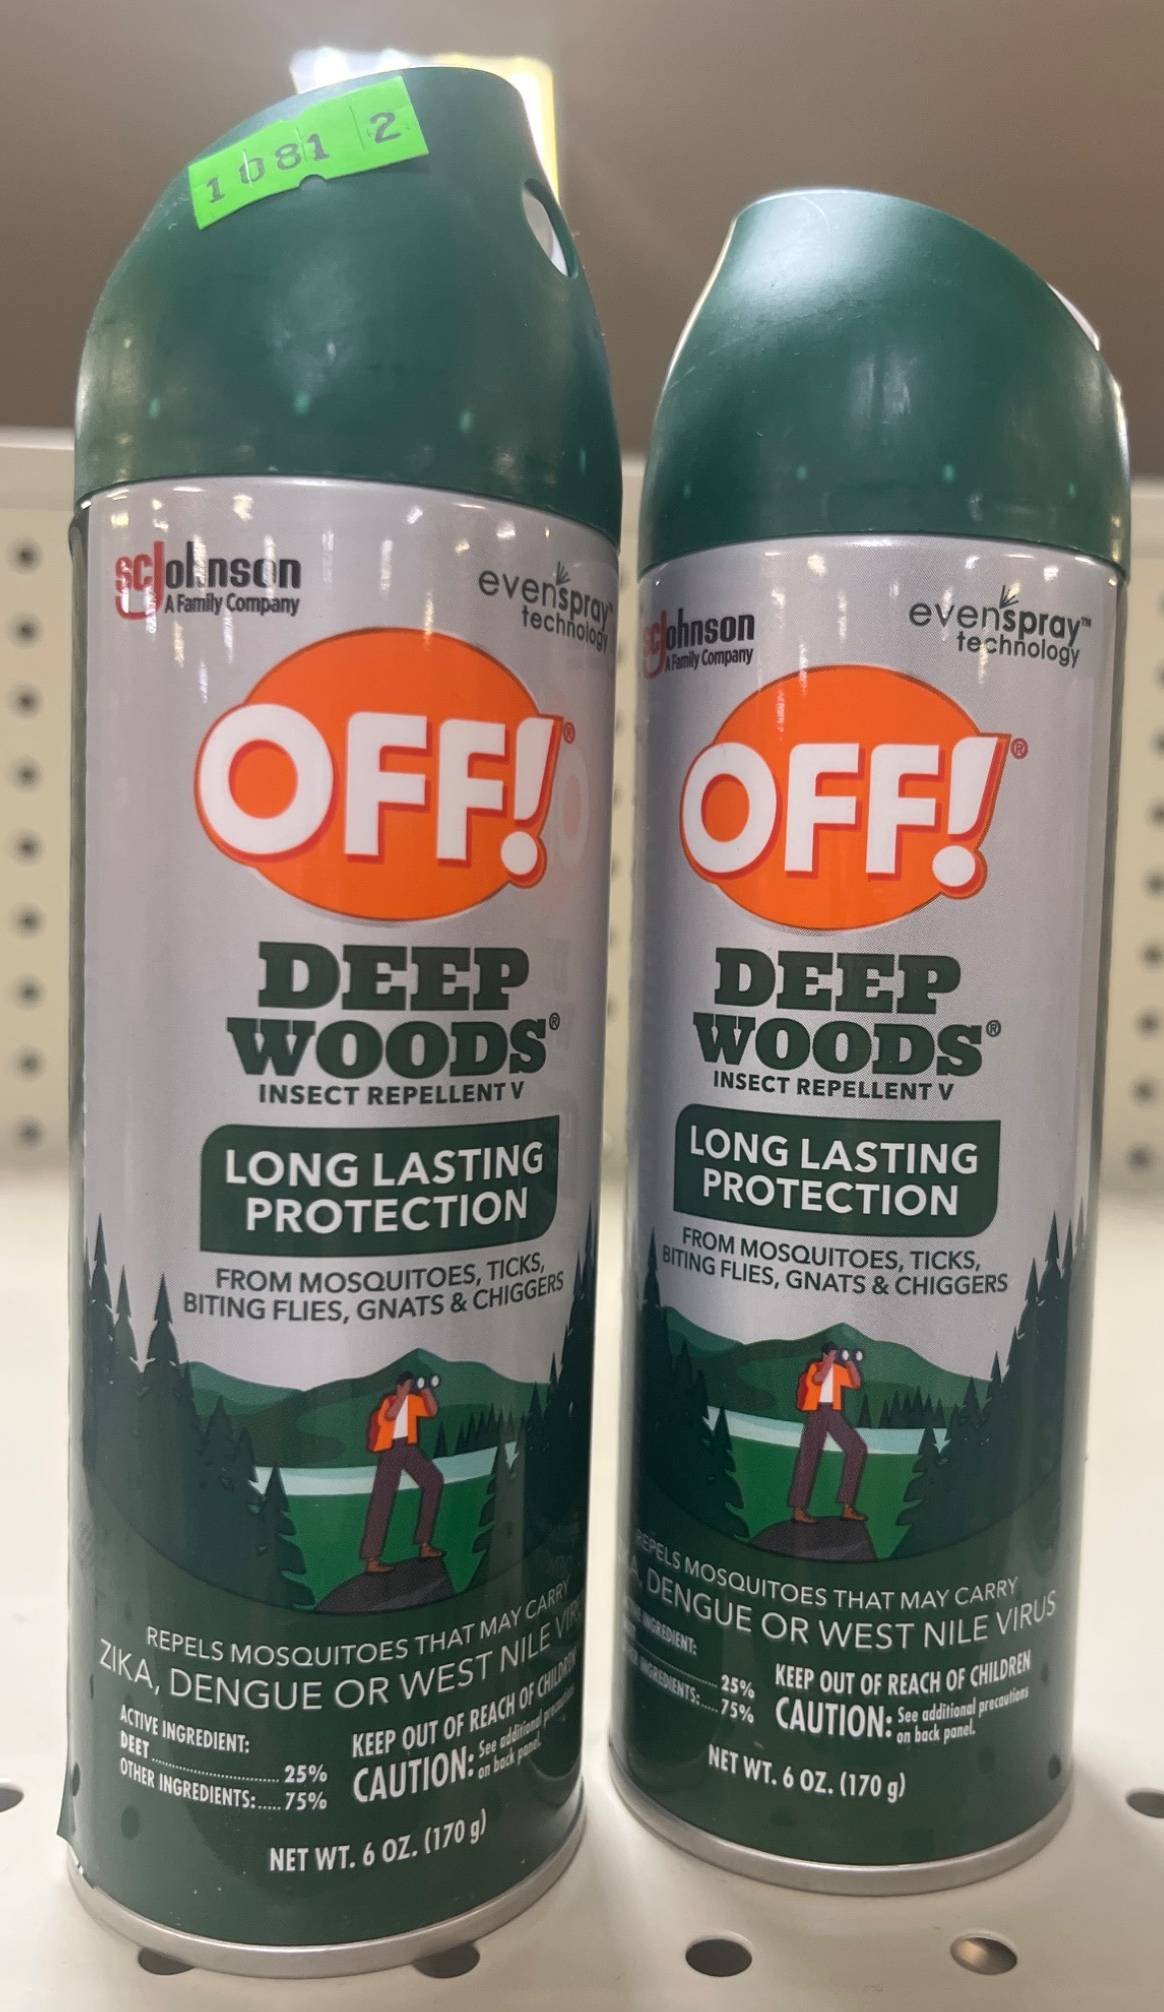 1081 2
SCJohnson
A Family Company
evenspray
technology
OFF!®
DEEP
WOODS®
INSECT REPELLENT V
LONG LASTING
PROTECTION
FROM MOSQUITOES, TICKS,
BITING FLIES, GNATS & CHIGGERS
REPELS MOSQUITOES THAT MAY CARRY
ZIKA, DENGUE OR WEST NILE
ACTIVE INGREDIENT:
DEET.......................... 25%
OTHER INGREDIENTS:..... 75%
KEEP OUT OF REACH OF CHILDREN
CAUTION: See additional precautions
on back panel.
NET WT. 6 OZ. (170 g)
SCJohnson
A Family Company
evenspray™
technology
OFF!®
DEEP
WOODS®
INSECT REPELLENT V
LONG LASTING
PROTECTION
FROM MOSQUITOES, TICKS,
BITING FLIES, GNATS & CHIGGERS
REPELS MOSQUITOES THAT MAY CARRY
DENGUE OR WEST NILE VIRUS
INGREDIENT:
25%
INGREDIENTS:..... 75%
KEEP OUT OF REACH OF CHILDREN
CAUTION: See additional precautions
on back panel.
NET WT. 6 OZ. (170 g)